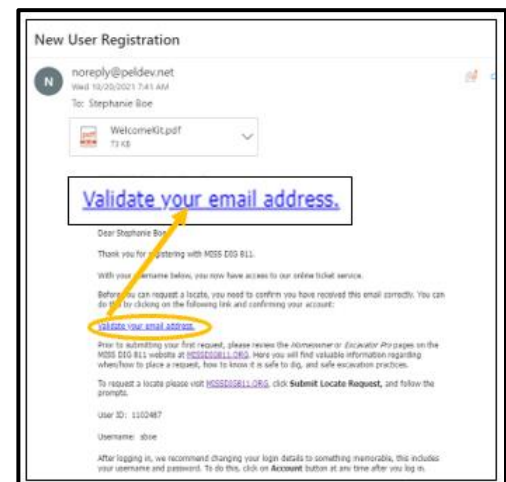 New User Registration
N
noreply@peldev.net
Wed 10/20/2021 7:41 AM
To: Stephanie Boe
WelcomeKit.pdf
73 KB
Validate your email address.
Dear Stephanie Boe
Thank you for registering with MISS DIG 811.
With your username below, you now have access to our online ticket service.
Before you can request a locate, you need to confirm you have received this email correctly. You can
do this by clicking on the following link and confirming your account:
Validate your email address.
Prior to submitting your first request, please review the Homeowner or Excavator Pro pages on the
MISS DIG 811 website at MISSDIG811.ORG. Here you will find valuable information regarding
when/how to place a request, how to know it is safe to dig, and safe excavation practices.
To request a locate please visit MISSDIG811.ORG, click Submit Locate Request, and follow the
prompts.
User ID: 1102487
Username: sboe
After logging in, we recommend changing your login details to something memorable, this includes
your username and password. To do this, click on Account button at any time after you log in.